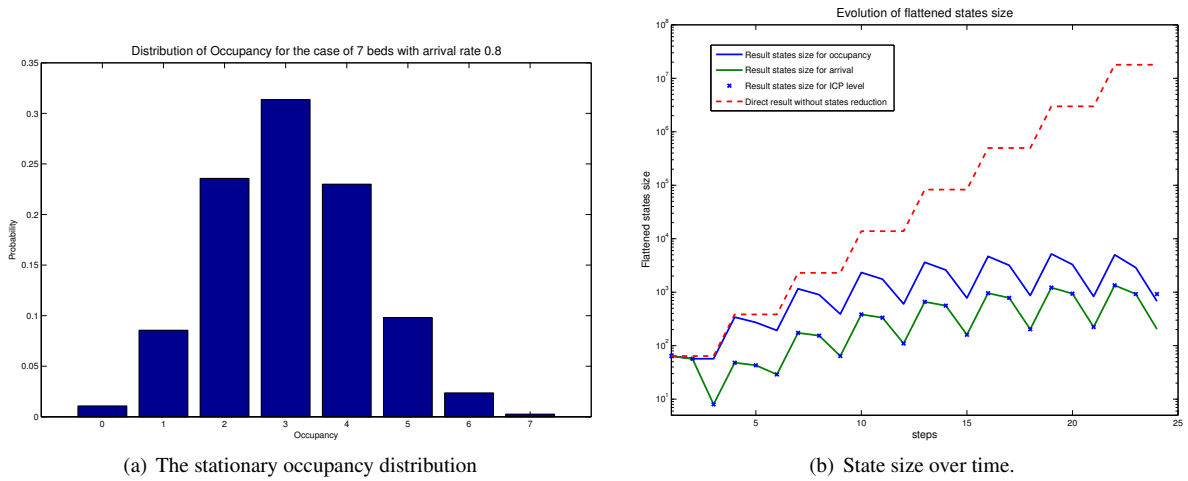 Distribution of Occupancy for the case of 7 beds with arrival rate 0.8
0.35
0.3
0.25
0.2
0.15
0.1
0.05
0
Probability
0 1 2 3 4 5 6 7
Occupancy
(a) The stationary occupancy distribution
Evolution of flattened states size
10^8
10^7
10^6
10^5
10^4
10^3
10^2
10^1
Flattened states size
Result states size for occupancy
Result states size for arrival
Result states size for ICP level
Direct result without states reduction
5 10 15 20 25
steps
(b) State size over time.